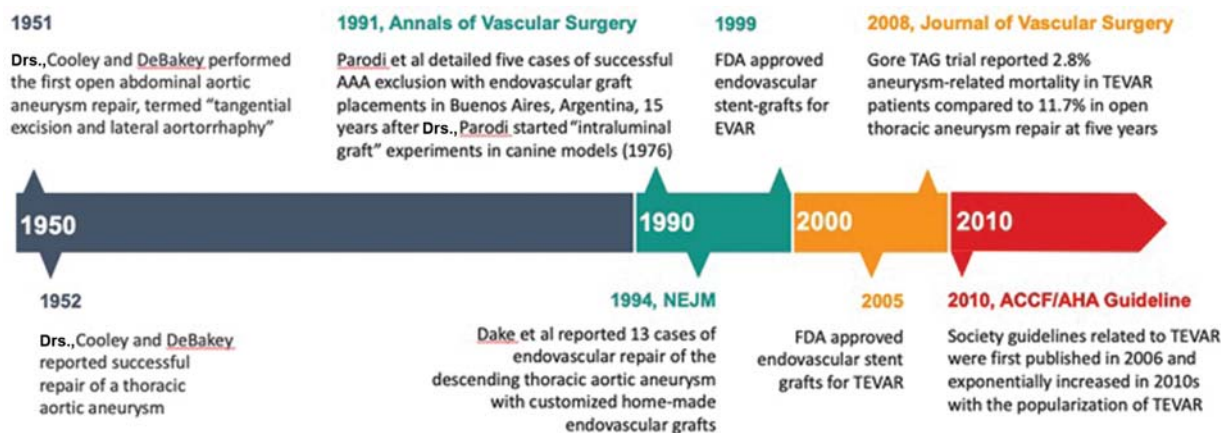 1951
Drs.,Cooley and DeBakey performed
the first open abdominal aortic
aneurysm repair, termed “tangential
excision and lateral aortorrhaphy”
1991, Annals of Vascular Surgery
Parodi et al detailed five cases of successful
AAA exclusion with endovascular graft
placements in Buenos Aires, Argentina, 15
years after Drs.,Parodi started “intraluminal
graft” experiments in canine models (1976)
1999
FDA approved
endovascular
stent-grafts for
EVAR
2008, Journal of Vascular Surgery
Gore TAG trial reported 2.8%
aneurysm-related mortality in TEVAR
patients compared to 11.7% in open
thoracic aneurysm repair at five years
1950
1990
2000
2010
1952
Drs.,Cooley and DeBakey
reported successful
repair of a thoracic
aortic aneurysm
1994, NEJM
Dake et al reported 13 cases of
endovascular repair of the
descending thoracic aortic aneurysm
with customized home-made
endovascular grafts
2005
FDA approved
endovascular stent
grafts for TEVAR
2010, ACCF/AHA Guideline
Society guidelines related to TEVAR
were first published in 2006 and
exponentially increased in 2010s
with the popularization of TEVAR